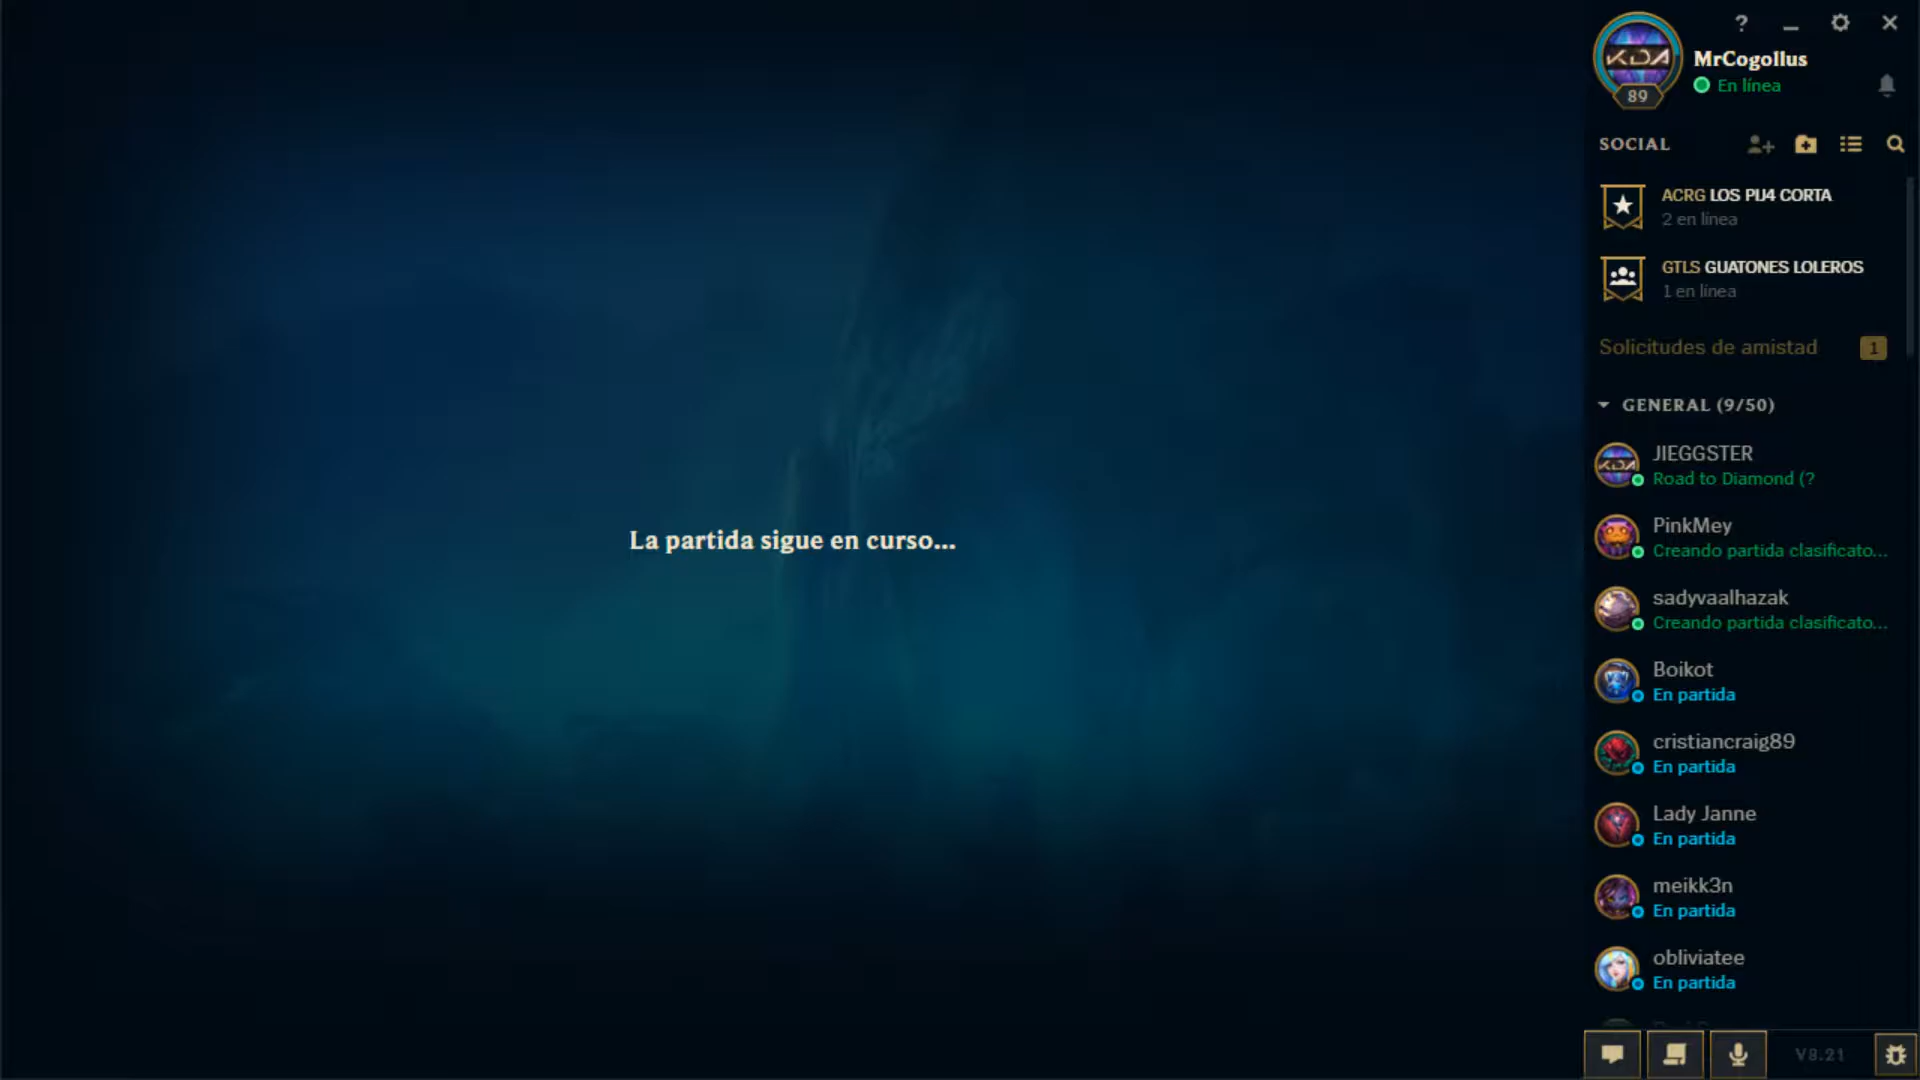 ?
KDA
89
MrCogollus
En línea
SOCIAL
ACRG LOS PIJ4 CORTA
2 en línea
GTLS GUATONES LOLEROS
1 en línea
Solicitudes de amistad 1
GENERAL (9/50)
KDA
JIEGGSTER
Road to Diamond (?
PinkMey
Creando partida clasificato...
La partida sigue en curso...
sadyvaalhazak
Creando partida clasificato...
Boikot
En partida
cristiancraig89
En partida
Lady Janne
En partida
meikk3n
En partida
obliviatee
En partida
V8.21